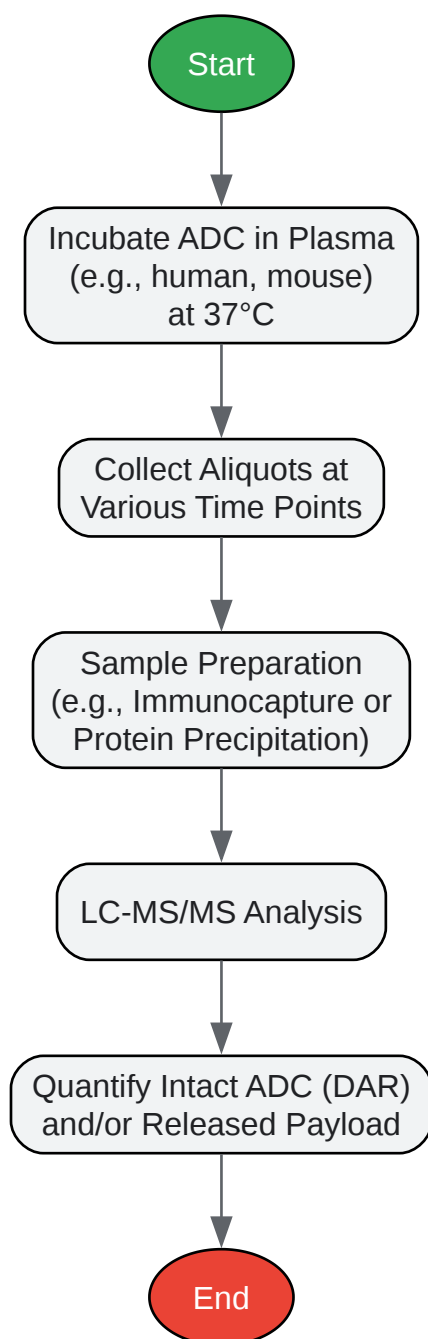 Start
Incubate ADC in Plasma
(e.g., human, mouse)
at 37°C
Collect Aliquots at
Various Time Points
Sample Preparation
(e.g., Immunocapture or
Protein Precipitation)
LC-MS/MS Analysis
Quantify Intact ADC (DAR)
and/or Released Payload
End